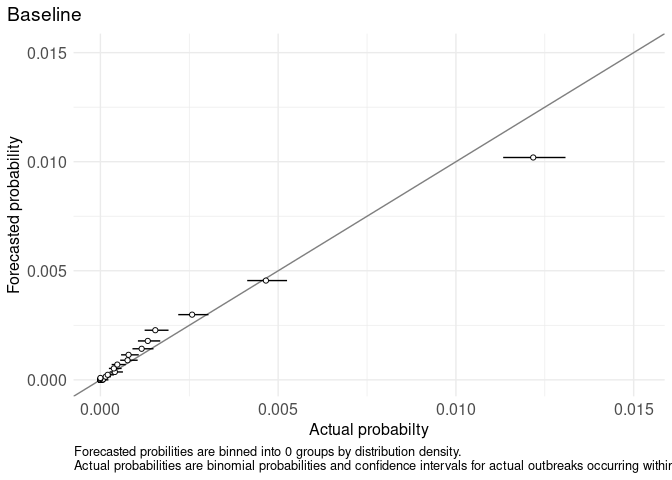 Baseline
0.015
0.010
0.005
0.000
Forecasted probability
0.000 0.005 0.010 0.015
Actual probabilty
Forecasted probilities are binned into 0 groups by distribution density.
Actual probabilities are binomial probabilities and confidence intervals for actual outbreaks occurring